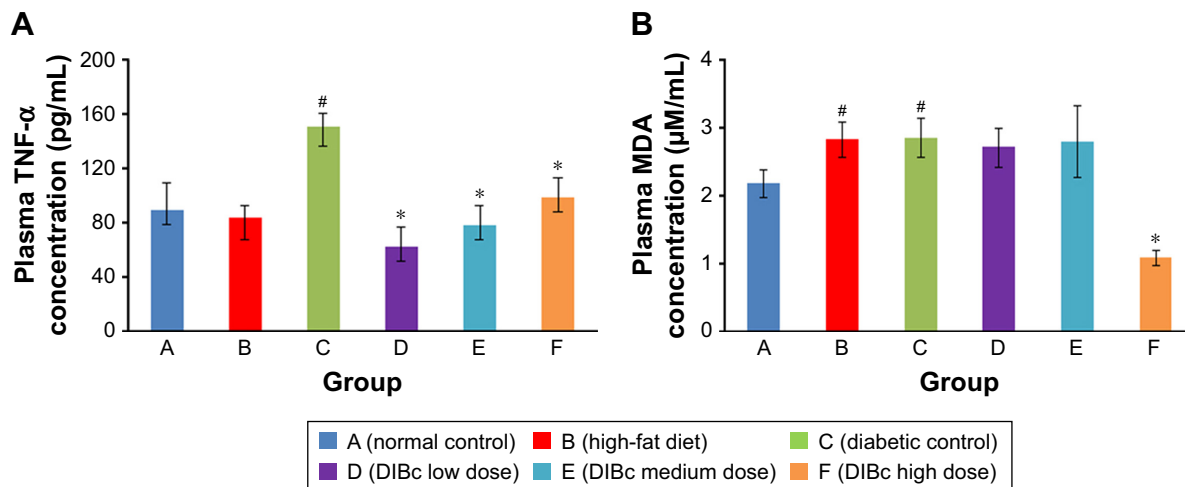 A
Plasma TNF-α
concentration (pg/mL)
200
160
120
80
40
0
#
*
*
*
A B C D E F
Group
B
Plasma MDA
concentration (µM/mL)
4
3
2
1
0
#
#
*
A B C D E F
Group
A (normal control) B (high-fat diet) C (diabetic control)
D (DIBc low dose) E (DIBc medium dose) F (DIBc high dose)